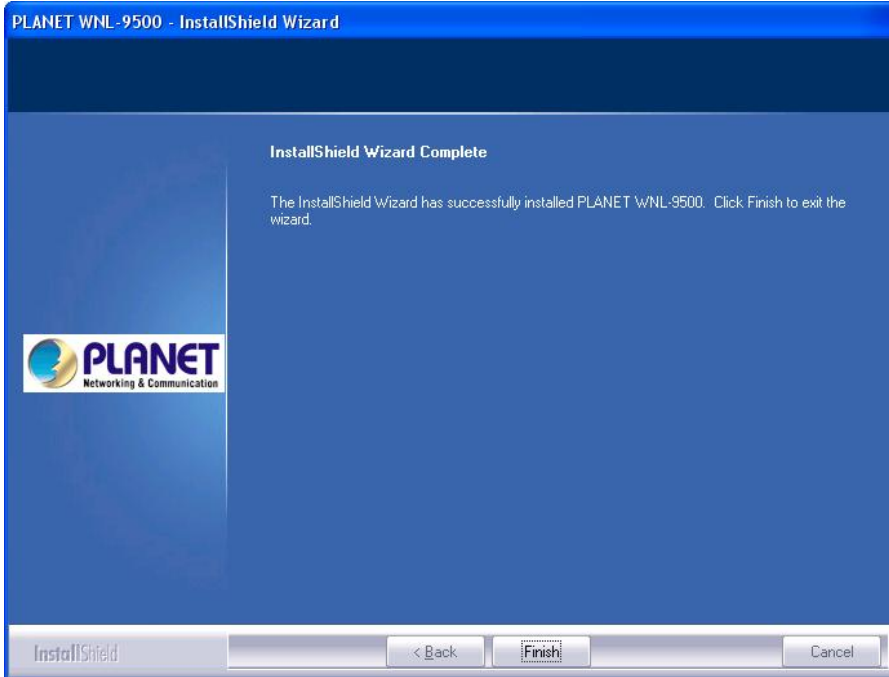 PLANET WNL-9500 - InstallShield Wizard
InstallShield Wizard Complete
The InstallShield Wizard has successfully installed PLANET WNL-9500. Click Finish to exit the
wizard.
PLANET
Networking & Communication
InstallShield
< Back
Finish
Cancel